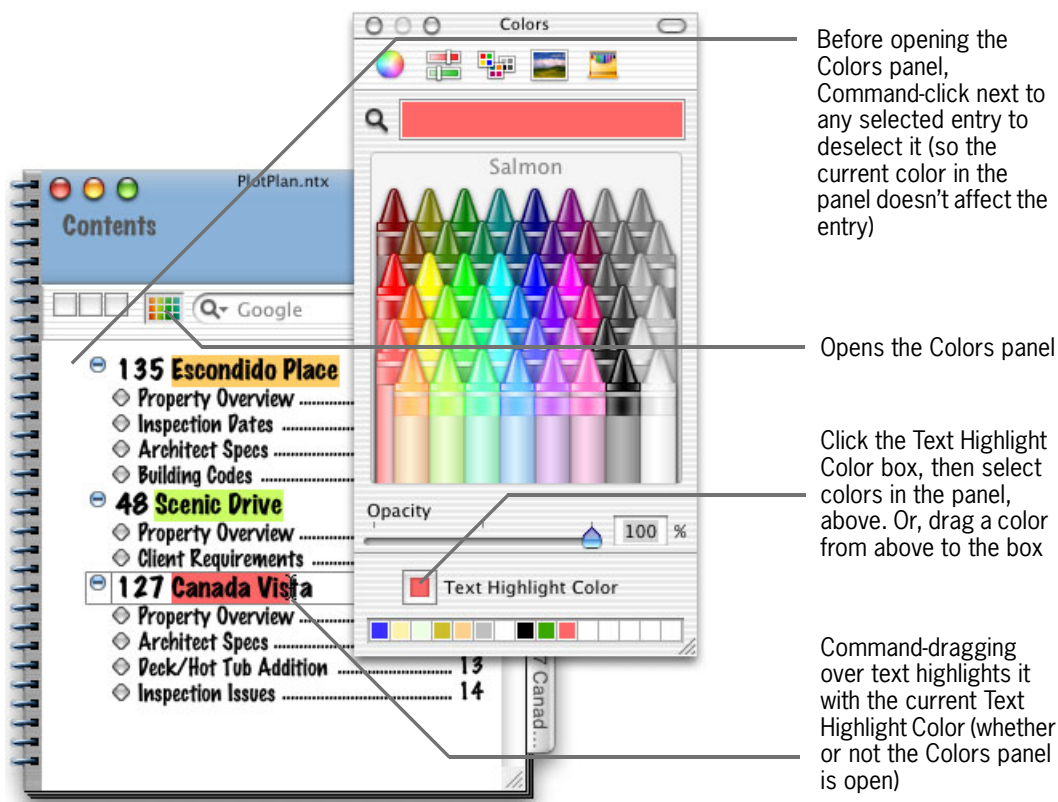 Colors
Salmon
Opacity
100 %
Text Highlight Color
PlotPlan.ntx
Contents
Google
135 Escondido Place
Property Overview
Inspection Dates
Architect Specs
Building Codes
48 Scenic Drive
Property Overview
Client Requirements
127 Canada Vista
Property Overview
Architect Specs
Deck/Hot Tub Addition 13
Inspection Issues 14
7 Canad...
Before opening the
Colors panel,
Command-click next to
any selected entry to
deselect it (so the
current color in the
panel doesn't affect the
entry)
Opens the Colors panel
Click the Text Highlight
Color box, then select
colors in the panel,
above. Or, drag a color
from above to the box
Command-dragging
over text highlights it
with the current Text
Highlight Color (whether
or not the Colors panel
is open)